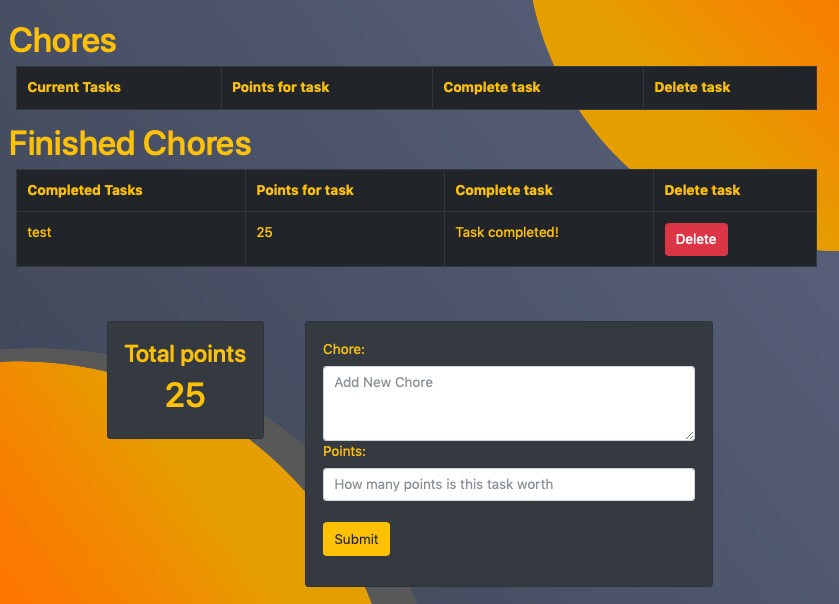 Chores
Current Tasks Points for task Complete task Delete task
Finished Chores
Completed Tasks Points for task Complete task Delete task
test 25 Task completed! Delete
Total points
25
Chore:
Add New Chore
Points:
How many points is this task worth
Submit